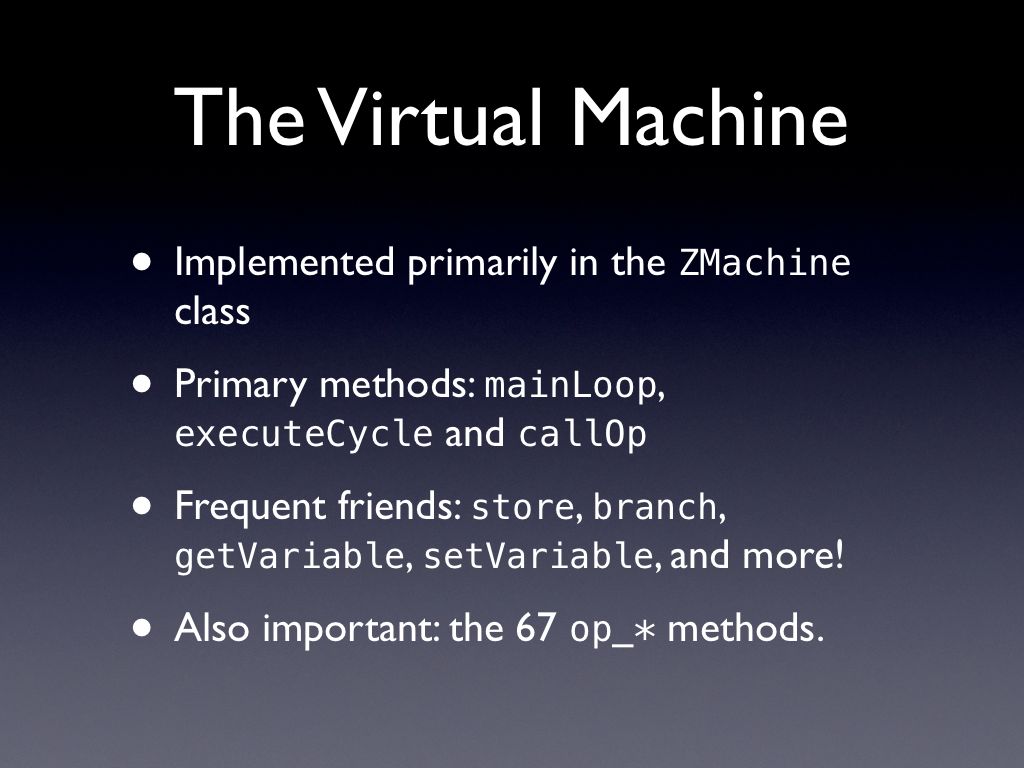 The Virtual Machine
• Implemented primarily in the ZMachine
class
• Primary methods: mainLoop,
executeCycle and callOp
• Frequent friends: store, branch,
getVariable, setVariable, and more!
• Also important: the 67 op_* methods.